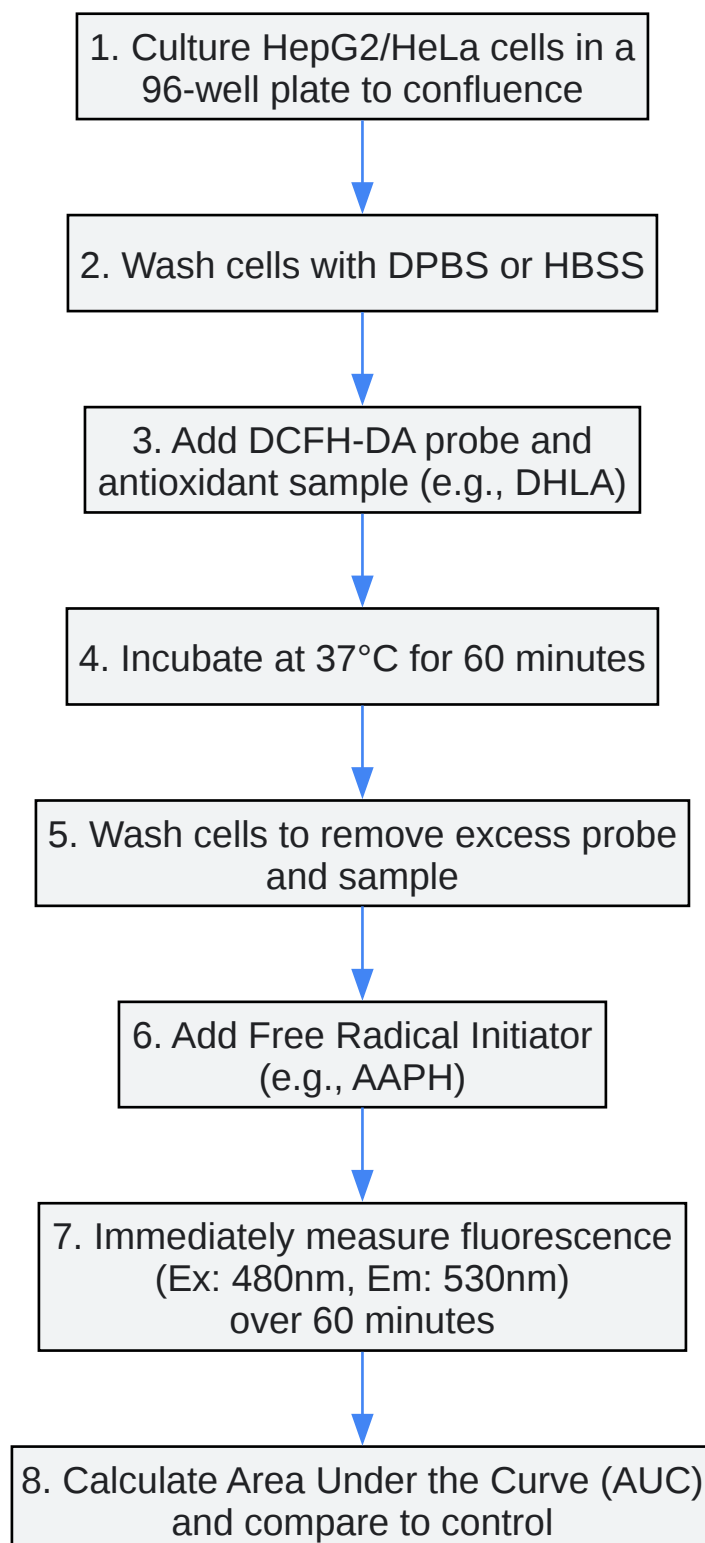 1. Culture HepG2/HeLa cells in a
96-well plate to confluence
2. Wash cells with DPBS or HBSS
3. Add DCFH-DA probe and
antioxidant sample (e.g., DHLA)
4. Incubate at 37°C for 60 minutes
5. Wash cells to remove excess probe
and sample
6. Add Free Radical Initiator
(e.g., AAPH)
7. Immediately measure fluorescence
(Ex: 480nm, Em: 530nm)
over 60 minutes
8. Calculate Area Under the Curve (AUC)
and compare to control